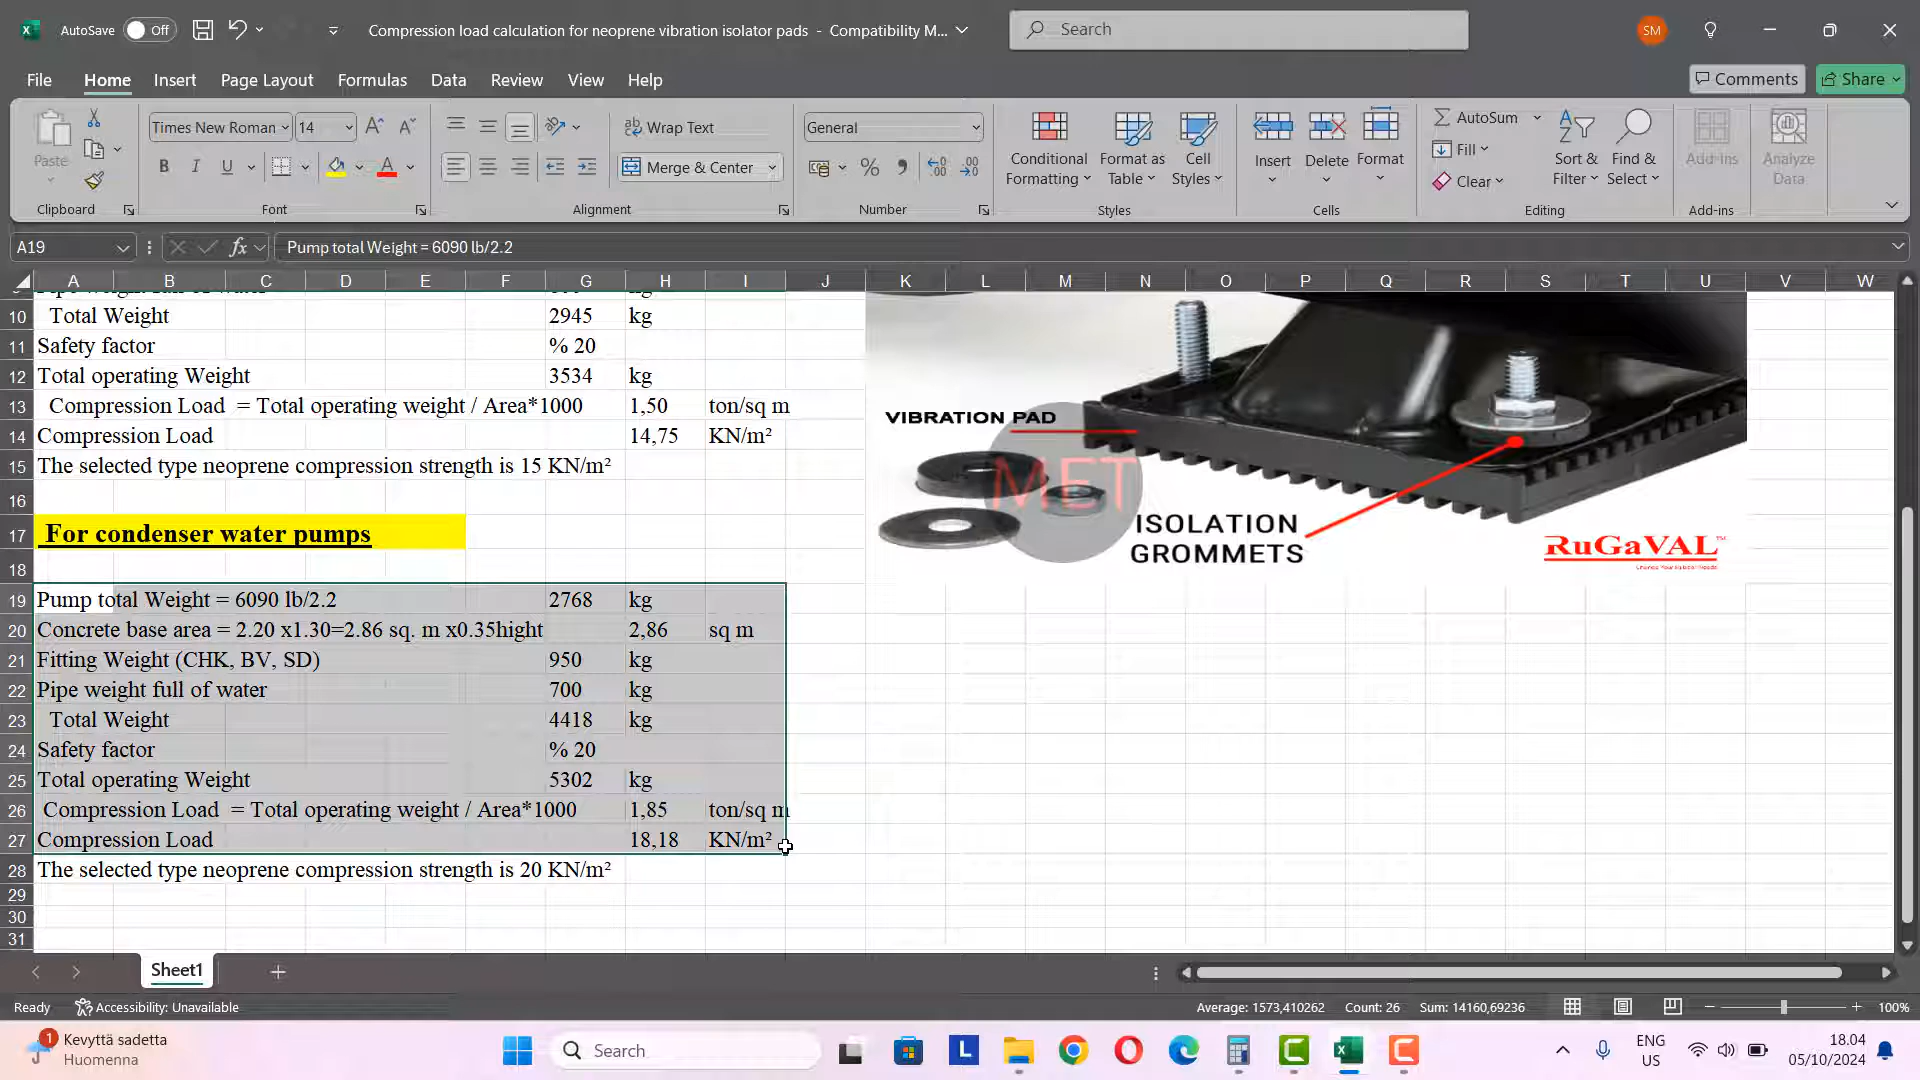 AutoSave Off Compression load calculation for neoprene vibration isolator pads - Compatibility M... Search SM
File Home Insert Page Layout Formulas Data Review View Help Comments Share
Paste Times New Roman 14 Wrap Text General Conditional Formatting Format as Table Cell Styles Insert Delete Format AutoSum Fill Clear Sort & Filter Find & Select Add-ins Analyze Data
B I U Merge & Center
Clipboard Font Alignment Number Styles Cells Editing Add-ins
A19 fx Pump total Weight = 6090 lb/2.2
A B C D E F G H I J K L M N O P Q R S T U V W
10 Total Weight 2945 kg
11 Safety factor % 20
12 Total operating Weight 3534 kg
13 Compression Load = Total operating weight / Area*1000 1,50 ton/sq m
14 Compression Load 14,75 KN/m²
15 The selected type neoprene compression strength is 15 KN/m²
16
17 For condenser water pumps
18
19 Pump total Weight = 6090 lb/2.2 2768 kg
20 Concrete base area = 2.20 x1.30=2.86 sq. m x0.35hight 2,86 sq m
21 Fitting Weight (CHK, BV, SD) 950 kg
22 Pipe weight full of water 700 kg
23 Total Weight 4418 kg
24 Safety factor % 20
25 Total operating Weight 5302 kg
26 Compression Load = Total operating weight / Area*1000 1,85 ton/sq m
27 Compression Load 18,18 KN/m²
28 The selected type neoprene compression strength is 20 KN/m²
29
30
31
VIBRATION PAD
MET
ISOLATION
GROMMETS
RuGaVAL
Sheet1
Ready Accessibility: Unavailable Average: 1573,410262 Count: 26 Sum: 14160,69236 100%
1 Kevyttä sadetta
Huomenna
Search
ENG
US
18.04
05/10/2024